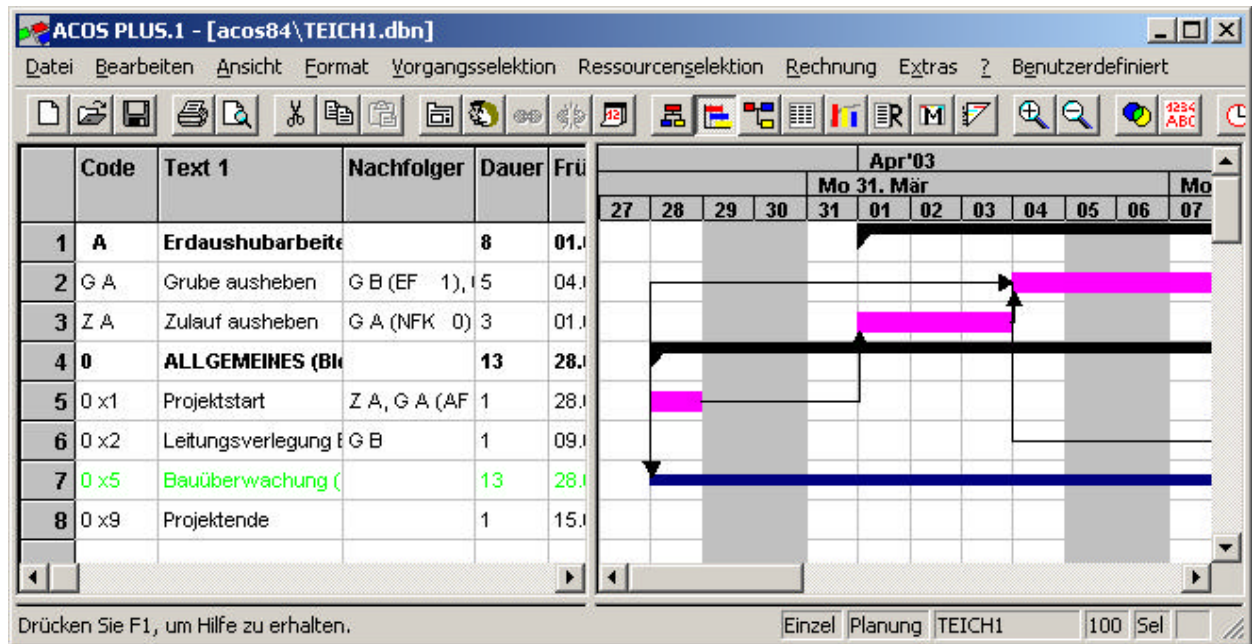 ACOS PLUS.1 - [acos84\TEICH1.dbn]
Datei Bearbeiten Ansicht Format Vorgangsselektion Ressourcenselektion Rechnung Extras ? Benutzerdefiniert
12 R M 1234 ABC
Code Text 1 Nachfolger Dauer Frü
Apr'03
Mo 31. Mär Mo
27 28 29 30 31 01 02 03 04 05 06 07
1 A Erdaushubarbeite 8 01.
2 G A Grube ausheben G B (EF 1), 5 04.
3 Z A Zulauf ausheben G A (NFK 0) 3 01.
4 0 ALLGEMEINES (Bl 13 28.
5 0 x1 Projektstart Z A, G A (AF 1 28.
6 0 x2 Leitungsverlegung G B 1 09.
7 0 x5 Bauüberwachung ( 13 28.
8 0 x9 Projektende 1 15.
Drücken Sie F1, um Hilfe zu erhalten. Einzel Planung TEICH1 100 Sel